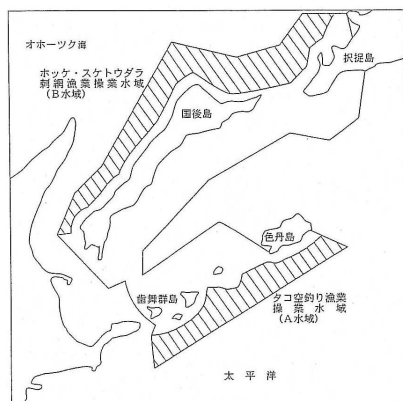 オホーツク海
択捉島
ホッケ・スケトウダラ
刺網漁業操業水域
(B水域)
国後島
色丹島
歯舞群島
タコ空釣り漁業
操業水域
(A水域)
太平洋